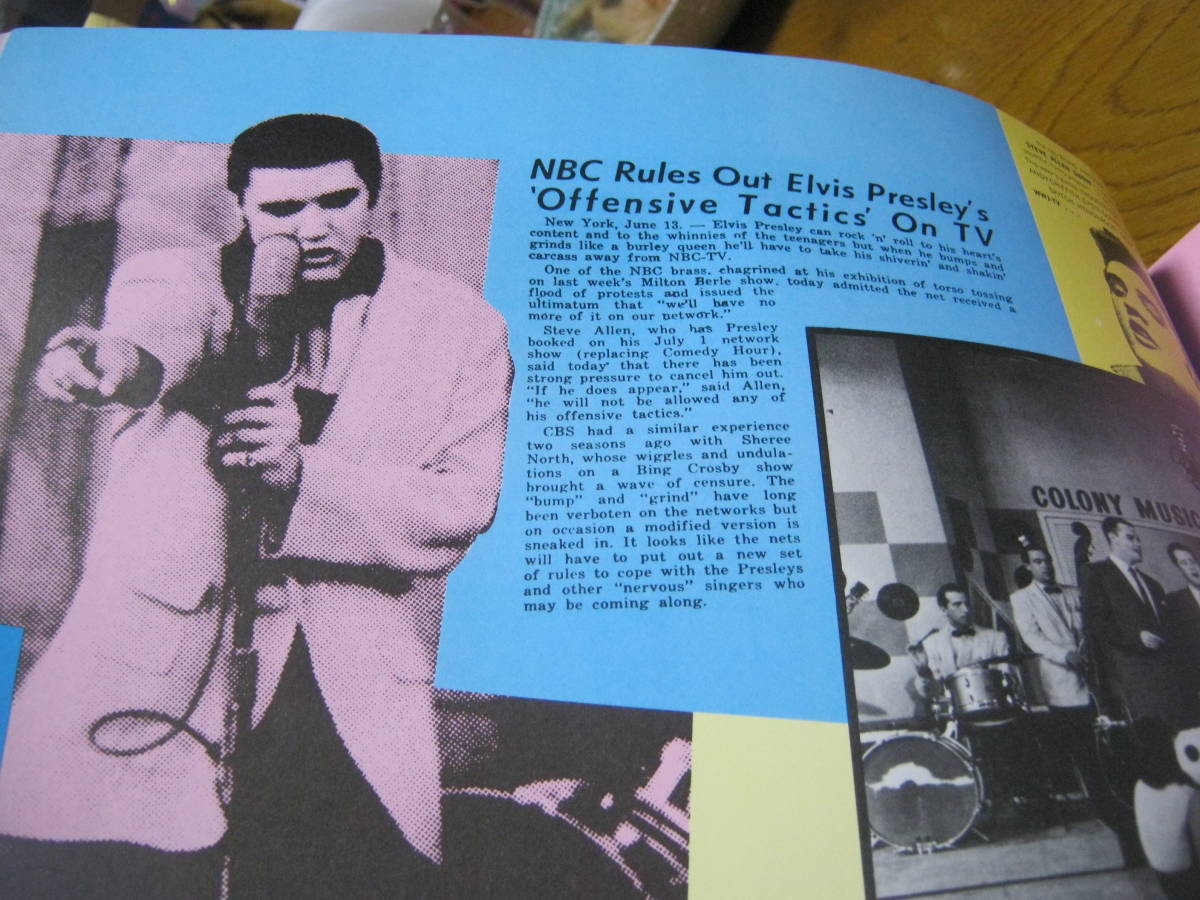 NBC Rules Out Elvis Presley's
'Offensive Tactics' On TV
New York, June 13. — Elvis Presley can rock 'n' roll to his heart's
content and to the whinnies of the teenagers but when he bumps and
grinds like a burley queen he'll have to take his shiverin' and shakin'
carcass away from NBC-TV.
One of the NBC brass, chagrined at his exhibition of torso tossing
on last week's Milton Berle show, today admitted the net received a
flood of protests and issued the
ultimatum that "we'll have no
more of it on our network."
Steve Allen, who has Presley
booked on his July 1 network
show (replacing Comedy Hour),
said today that there has been
strong pressure to cancel him out.
"If he does appear," said Allen,
"he will not be allowed any of
his offensive tactics."
CBS had a similar experience
two seasons ago with Sheree
North, whose wiggles and undula-
tions on a Bing Crosby show
brought a wave of censure. The
"bump" and "grind" have long
been verboten on the networks but
on occasion a modified version is
sneaked in. It looks like the nets
will have to put out a new set
of rules to cope with the Presleys
and other "nervous" singers who
may be coming along.
STEVE ALLEN SHOW
WRCA-TV
COLONY MUSIC